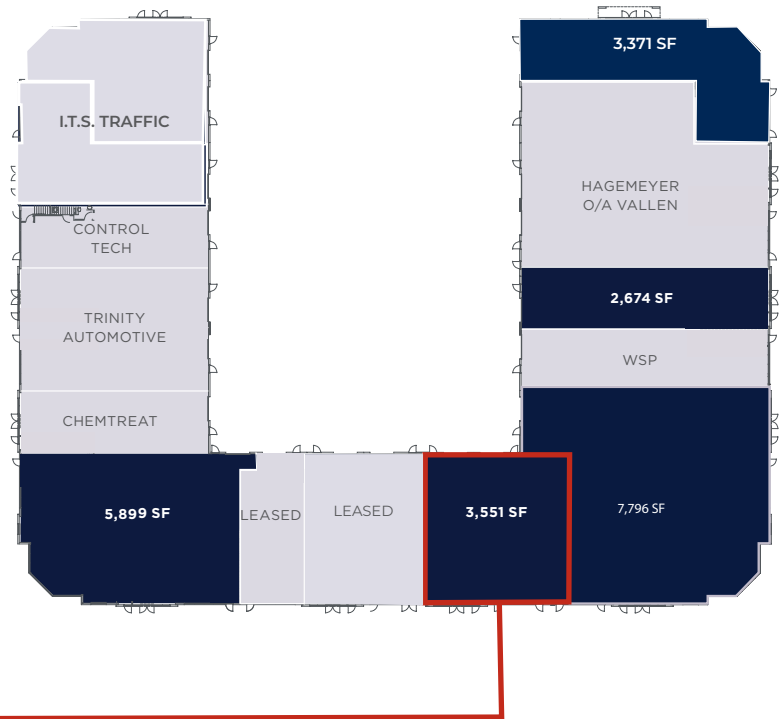 3,371 SF
I.T.S. TRAFFIC
HAGEMEYER
O/A VALLEN
CONTROL
TECH
2,674 SF
TRINITY
AUTOMOTIVE
WSP
CHEMTREAT
5,899 SF
LEASED
LEASED
3,551 SF
7,796 SF